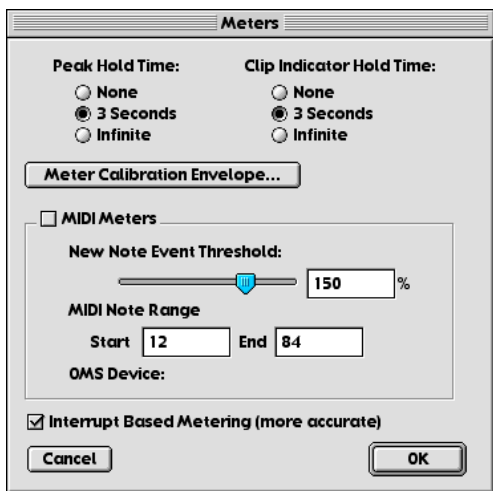 Meters
Peak Hold Time: Clip Indicator Hold Time:
None None
3 Seconds 3 Seconds
Infinite Infinite
Meter Calibration Envelope...
MIDI Meters
New Note Event Threshold:
150 %
MIDI Note Range
Start 12 End 84
OMS Device:
Interrupt Based Metering (more accurate)
Cancel OK